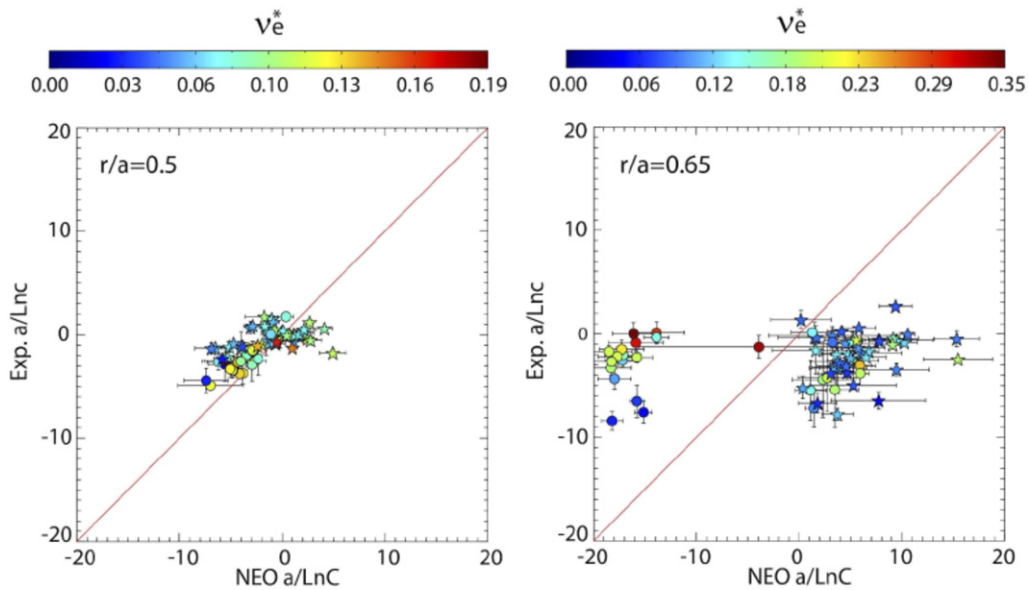 ν*e
0.00 0.03 0.06 0.10 0.13 0.16 0.19
r/a=0.5
Exp. a/Lnc
20
10
0
-10
-20
-20 -10 0 10 20
NEO a/LnC
ν*e
0.00 0.06 0.12 0.18 0.23 0.29 0.35
r/a=0.65
Exp. a/Lnc
20
10
0
-10
-20
-20 -10 0 10 20
NEO a/LnC